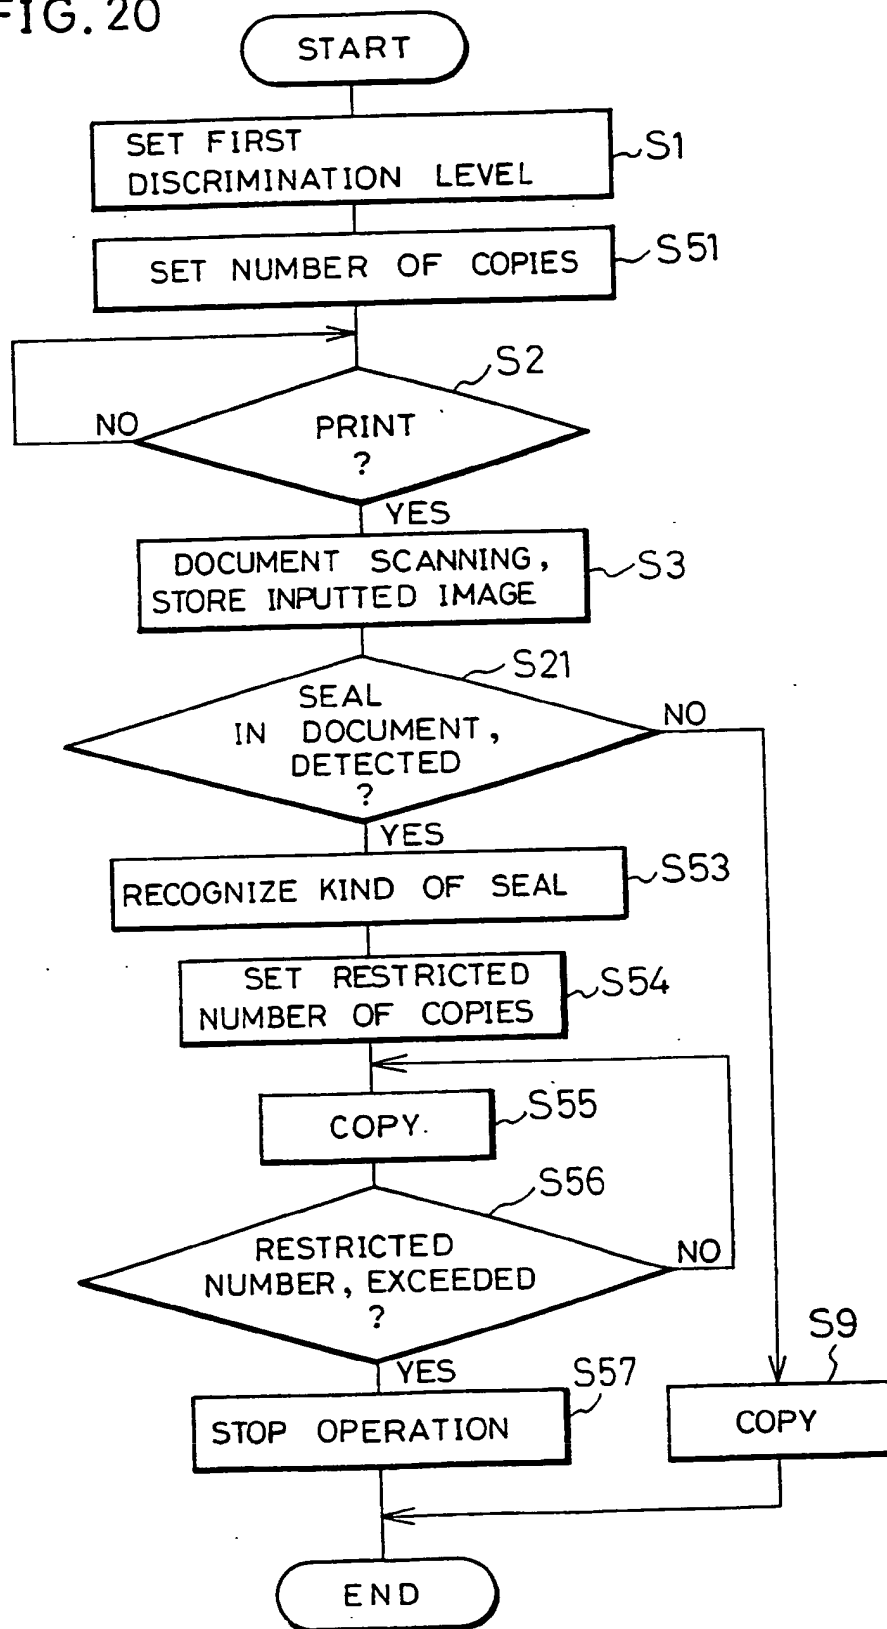 FIG. 20
START
SET FIRST
DISCRIMINATION LEVEL
S1
SET NUMBER OF COPIES
S51
S2
PRINT
?
NO
YES
DOCUMENT SCANNING,
STORE INPUTTED IMAGE
S3
S21
SEAL
IN DOCUMENT,
DETECTED
?
NO
YES
RECOGNIZE KIND OF SEAL
S53
SET RESTRICTED
NUMBER OF COPIES
S54
COPY.
S55
S56
RESTRICTED
NUMBER, EXCEEDED
?
NO
YES
STOP OPERATION
S57
S9
COPY
END